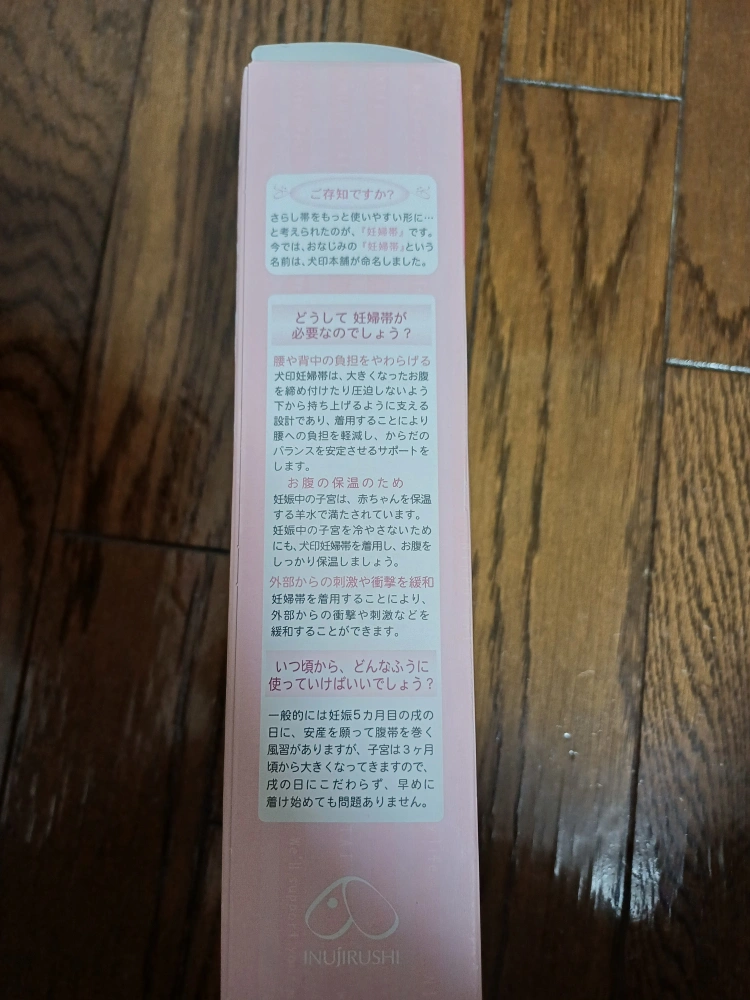 ご存知ですか?
さらし帯をもっと使いやすい形に…
と考えられたのが、「妊婦帯」です。
今では、おなじみの「妊婦帯」という
名前は、犬印本舗が命名しました。
どうして 妊婦帯が
必要なのでしょう?
腰や背中の負担をやわらげる
犬印妊婦帯は、大きくなったお腹
を締め付けたり圧迫しないよう
下から持ち上げるように支える
設計であり、着用することにより
腰への負担を軽減し、からだの
バランスを安定させるサポートを
します。
お腹の保温のため
妊娠中の子宮は、赤ちゃんを保温
する羊水で満たされています。
妊娠中の子宮を冷やさないため
にも、犬印妊婦帯を着用し、お腹を
しっかり保温しましょう。
外部からの刺激や衝撃を緩和
妊婦帯を着用することにより、
外部からの衝撃や刺激などを
緩和することができます。
いつ頃から、どんなふうに
使っていけばいいでしょう?
一般的には妊娠5カ月目の戌の
日に、安産を願って腹帯を巻く
風習がありますが、子宮は3ヶ月
頃から大きくなってきますので、
戌の日にこだわらず、早めに
着け始めても問題ありません。
INUJIRUSHI